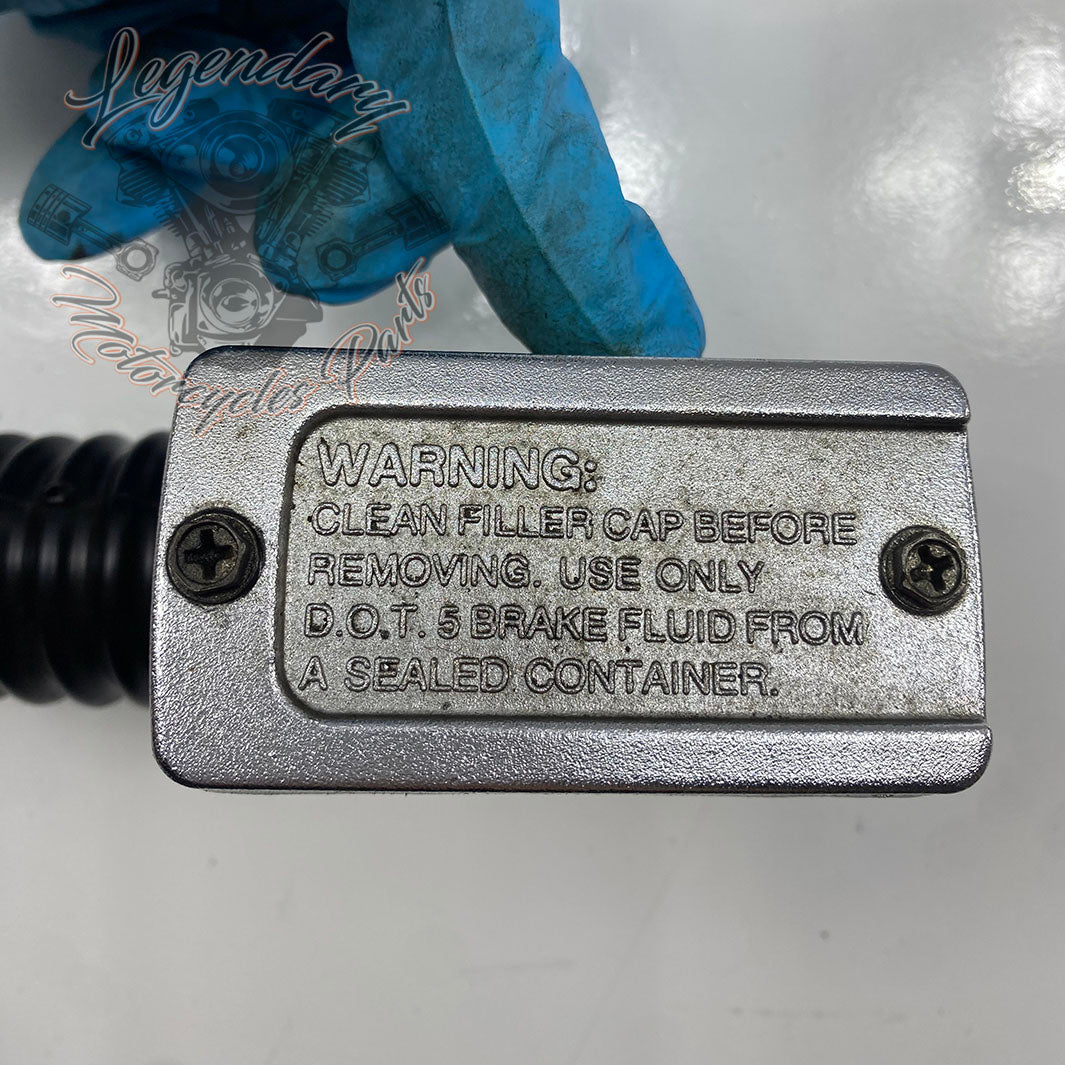 Legendary
Motorcycles Parts
WARNING:
CLEAN FILLER CAP BEFORE
REMOVING. USE ONLY
D.O.T. 5 BRAKE FLUID FROM
A SEALED CONTAINER.